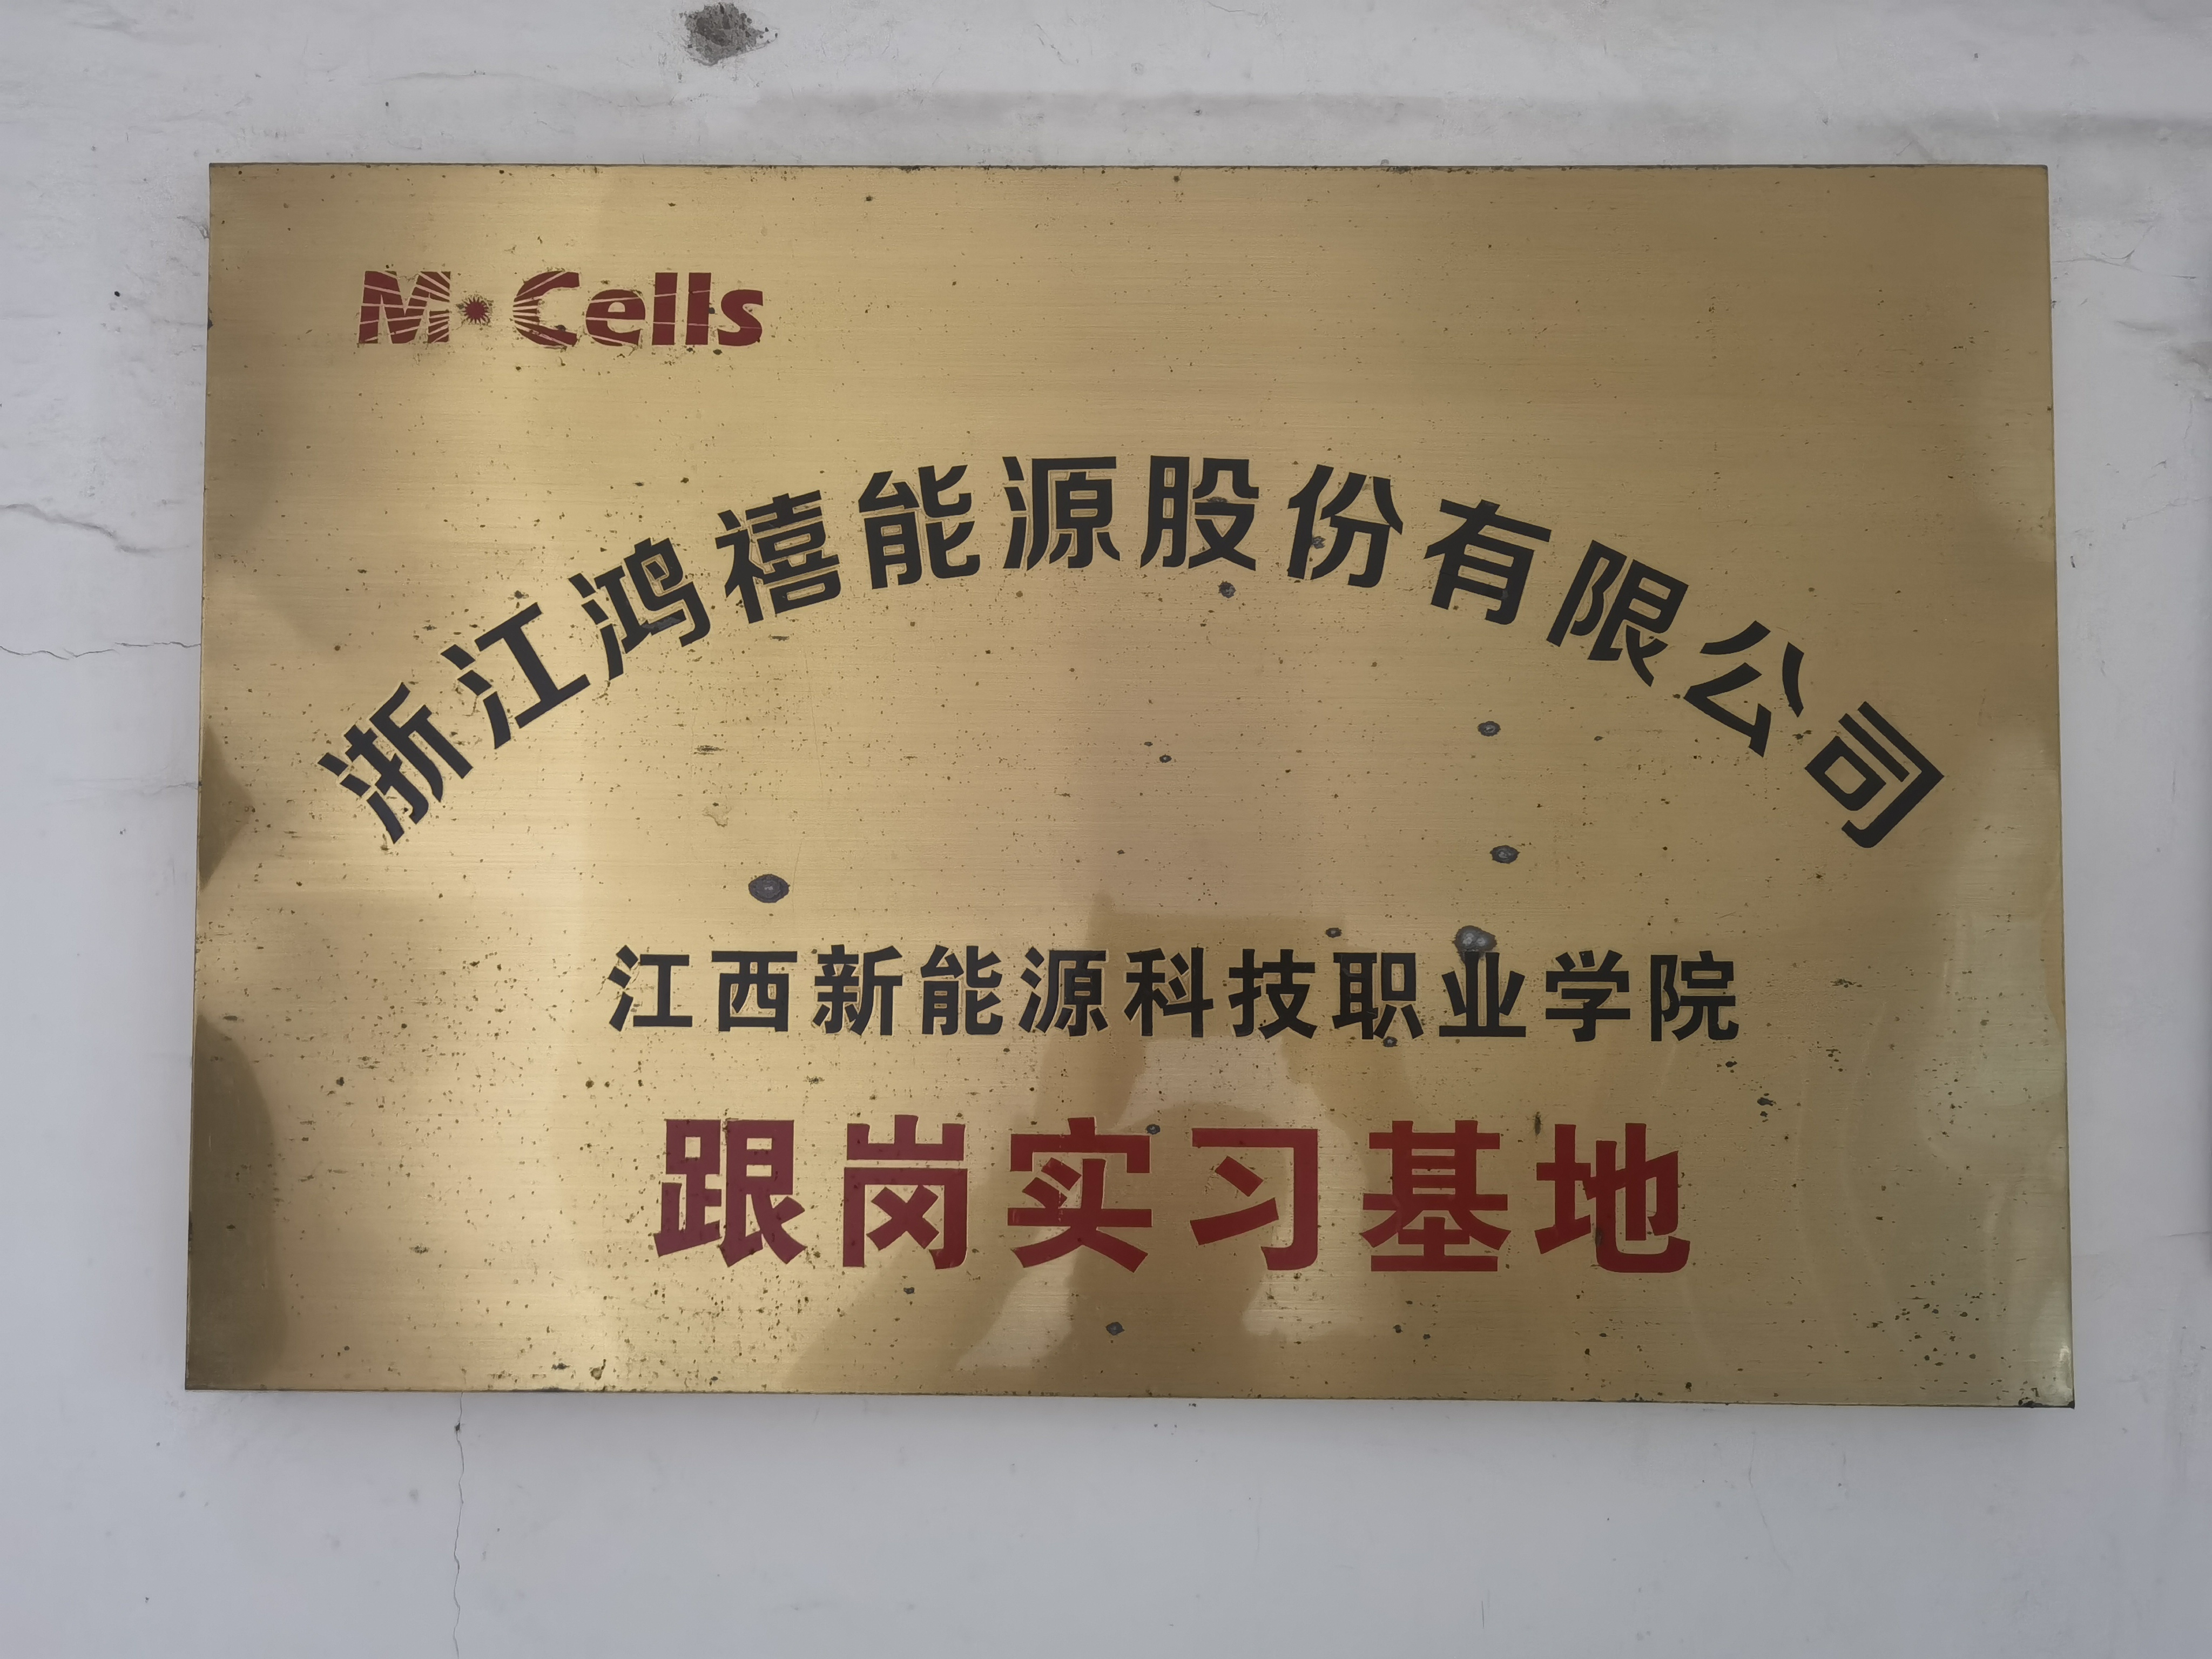 M·Cells
浙江鸿禧能源股份有限公司
江西新能源科技职业学院
跟岗实习基地